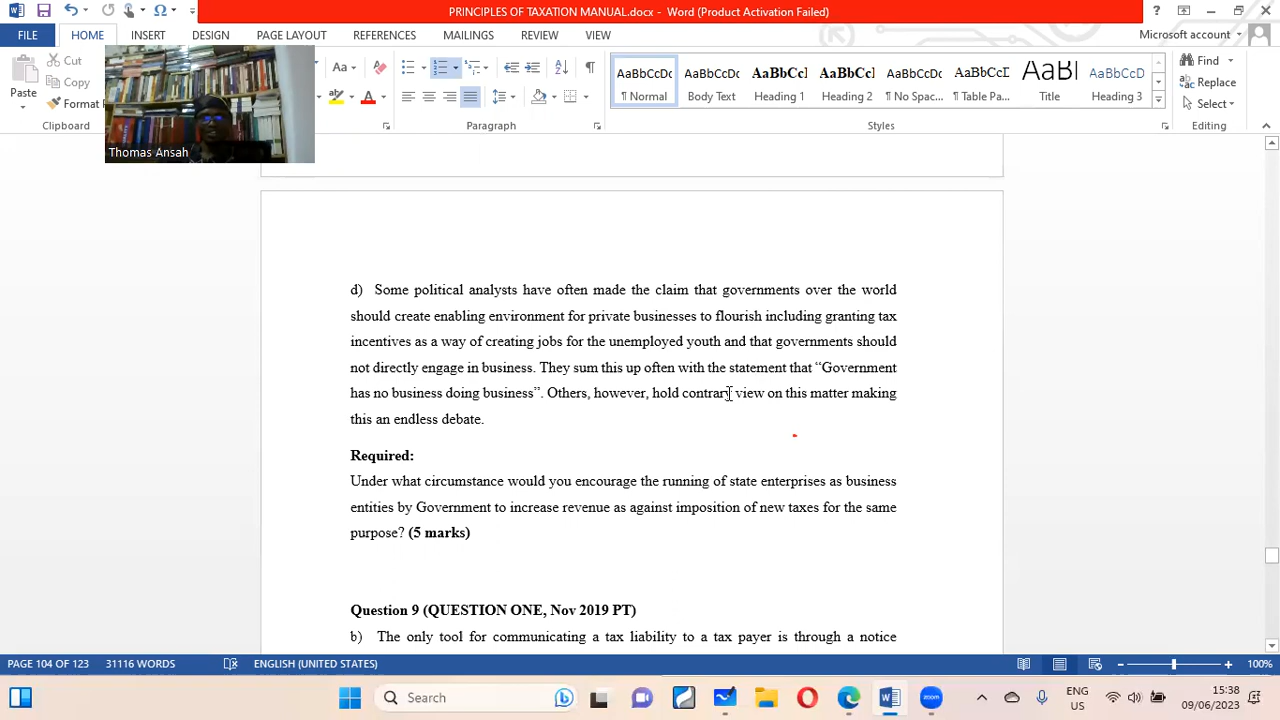 PRINCIPLES OF TAXATION MANUAL.docx - Word (Product Activation Failed)
FILE HOME INSERT DESIGN PAGE LAYOUT REFERENCES MAILINGS REVIEW VIEW Microsoft account
Cut
Copy
Format
Paste
Clipboard
Aa
Paragraph
AaBbCcDc AaBbCcDc AaBbCc AaBbCc AaBbCcDc AaBbCcD AaBl AaBbCcD
¶ Normal Body Text Heading 1 Heading 2 ¶ No Spac... ¶ Table Pa... Title Heading 3
Styles
Find
Replace
Select
Editing
Thomas Ansah
d) Some political analysts have often made the claim that governments over the world
should create enabling environment for private businesses to flourish including granting tax
incentives as a way of creating jobs for the unemployed youth and that governments should
not directly engage in business. They sum this up often with the statement that “Government
has no business doing business”. Others, however, hold contrary view on this matter making
this an endless debate.
Required:
Under what circumstance would you encourage the running of state enterprises as business
entities by Government to increase revenue as against imposition of new taxes for the same
purpose? (5 marks)
Question 9 (QUESTION ONE, Nov 2019 PT)
b) The only tool for communicating a tax liability to a tax payer is through a notice
PAGE 104 OF 123 31116 WORDS ENGLISH (UNITED STATES) 100%
Search
ENG
US
15:38
09/06/2023